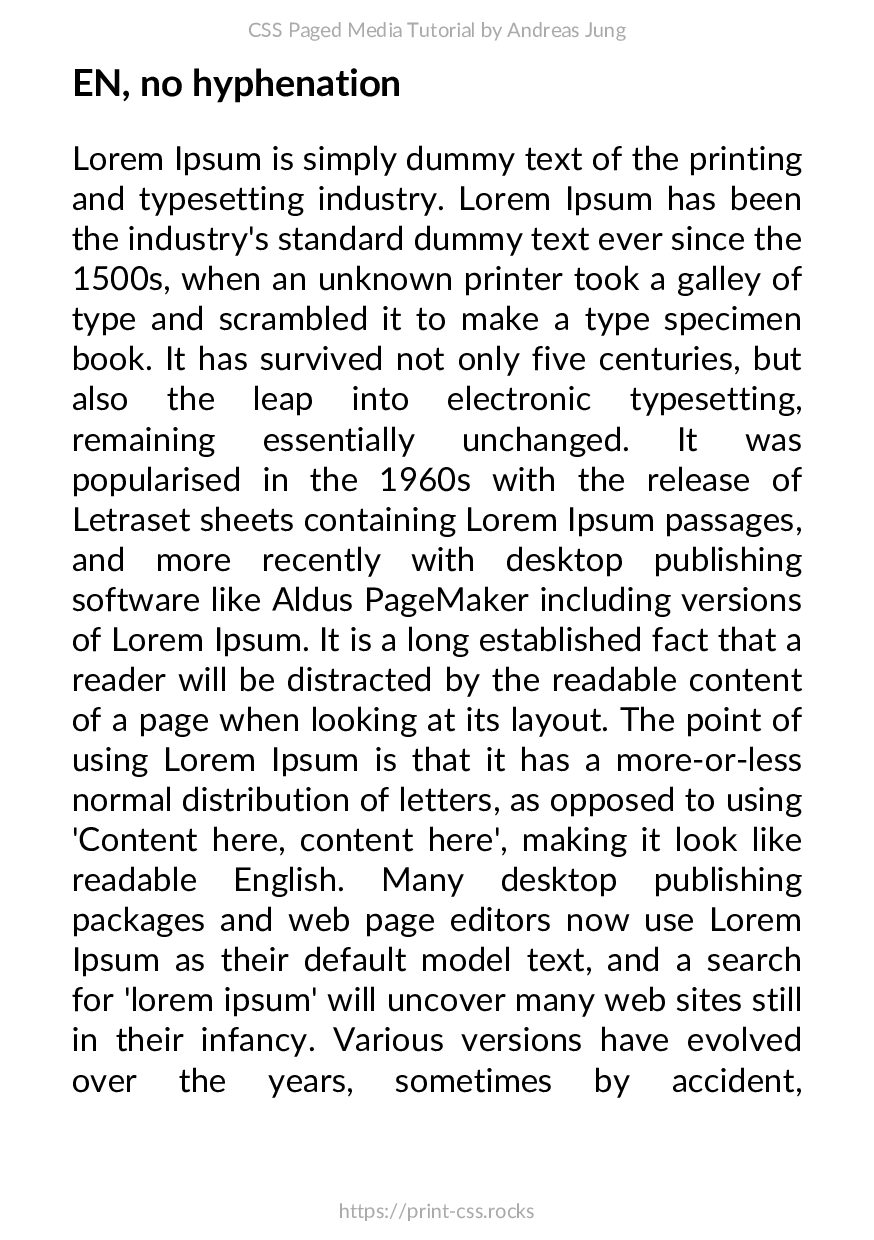 CSS Paged Media Tutorial by Andreas Jung
EN, no hyphenation
Lorem Ipsum is simply dummy text of the printing
and typesetting industry. Lorem Ipsum has been
the industry's standard dummy text ever since the
1500s, when an unknown printer took a galley of
type and scrambled it to make a type specimen
book. It has survived not only five centuries, but
also the leap into electronic typesetting,
remaining essentially unchanged. It was
popularised in the 1960s with the release of
Letraset sheets containing Lorem Ipsum passages,
and more recently with desktop publishing
software like Aldus PageMaker including versions
of Lorem Ipsum. It is a long established fact that a
reader will be distracted by the readable content
of a page when looking at its layout. The point of
using Lorem Ipsum is that it has a more-or-less
normal distribution of letters, as opposed to using
'Content here, content here', making it look like
readable English. Many desktop publishing
packages and web page editors now use Lorem
Ipsum as their default model text, and a search
for 'lorem ipsum' will uncover many web sites still
in their infancy. Various versions have evolved
over the years, sometimes by accident,
https://print-css.rocks